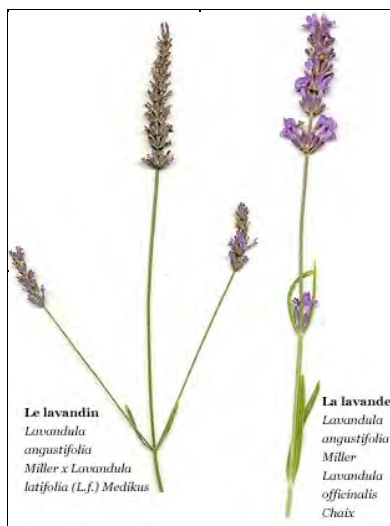 Le lavandin
Lavandula
angustifolia
Miller x Lavandula
latifolia (L.f.) Medikus
La lavande
Lavandula
angustifolia
Miller
Lavandula
officinalis
Chaix